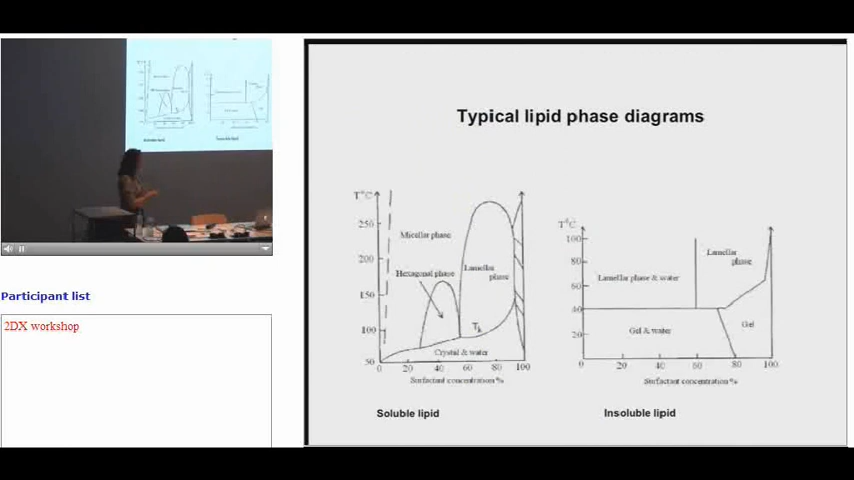 Typical lipid phase diagrams
T°C
250
200
150
100
50
Micellar phase
Hexagonal phase
Lamellar
phase
Tk
Crystal & water
0 20 40 60 80 100
Surfactant concentration %
Soluble lipid
T°C
100
80
60
40
20
Lamellar phase & water
Lamellar
phase
Gel & water
Gel
0 20 40 60 80 100
Surfactant concentration %
Insoluble lipid
Participant list
2DX workshop